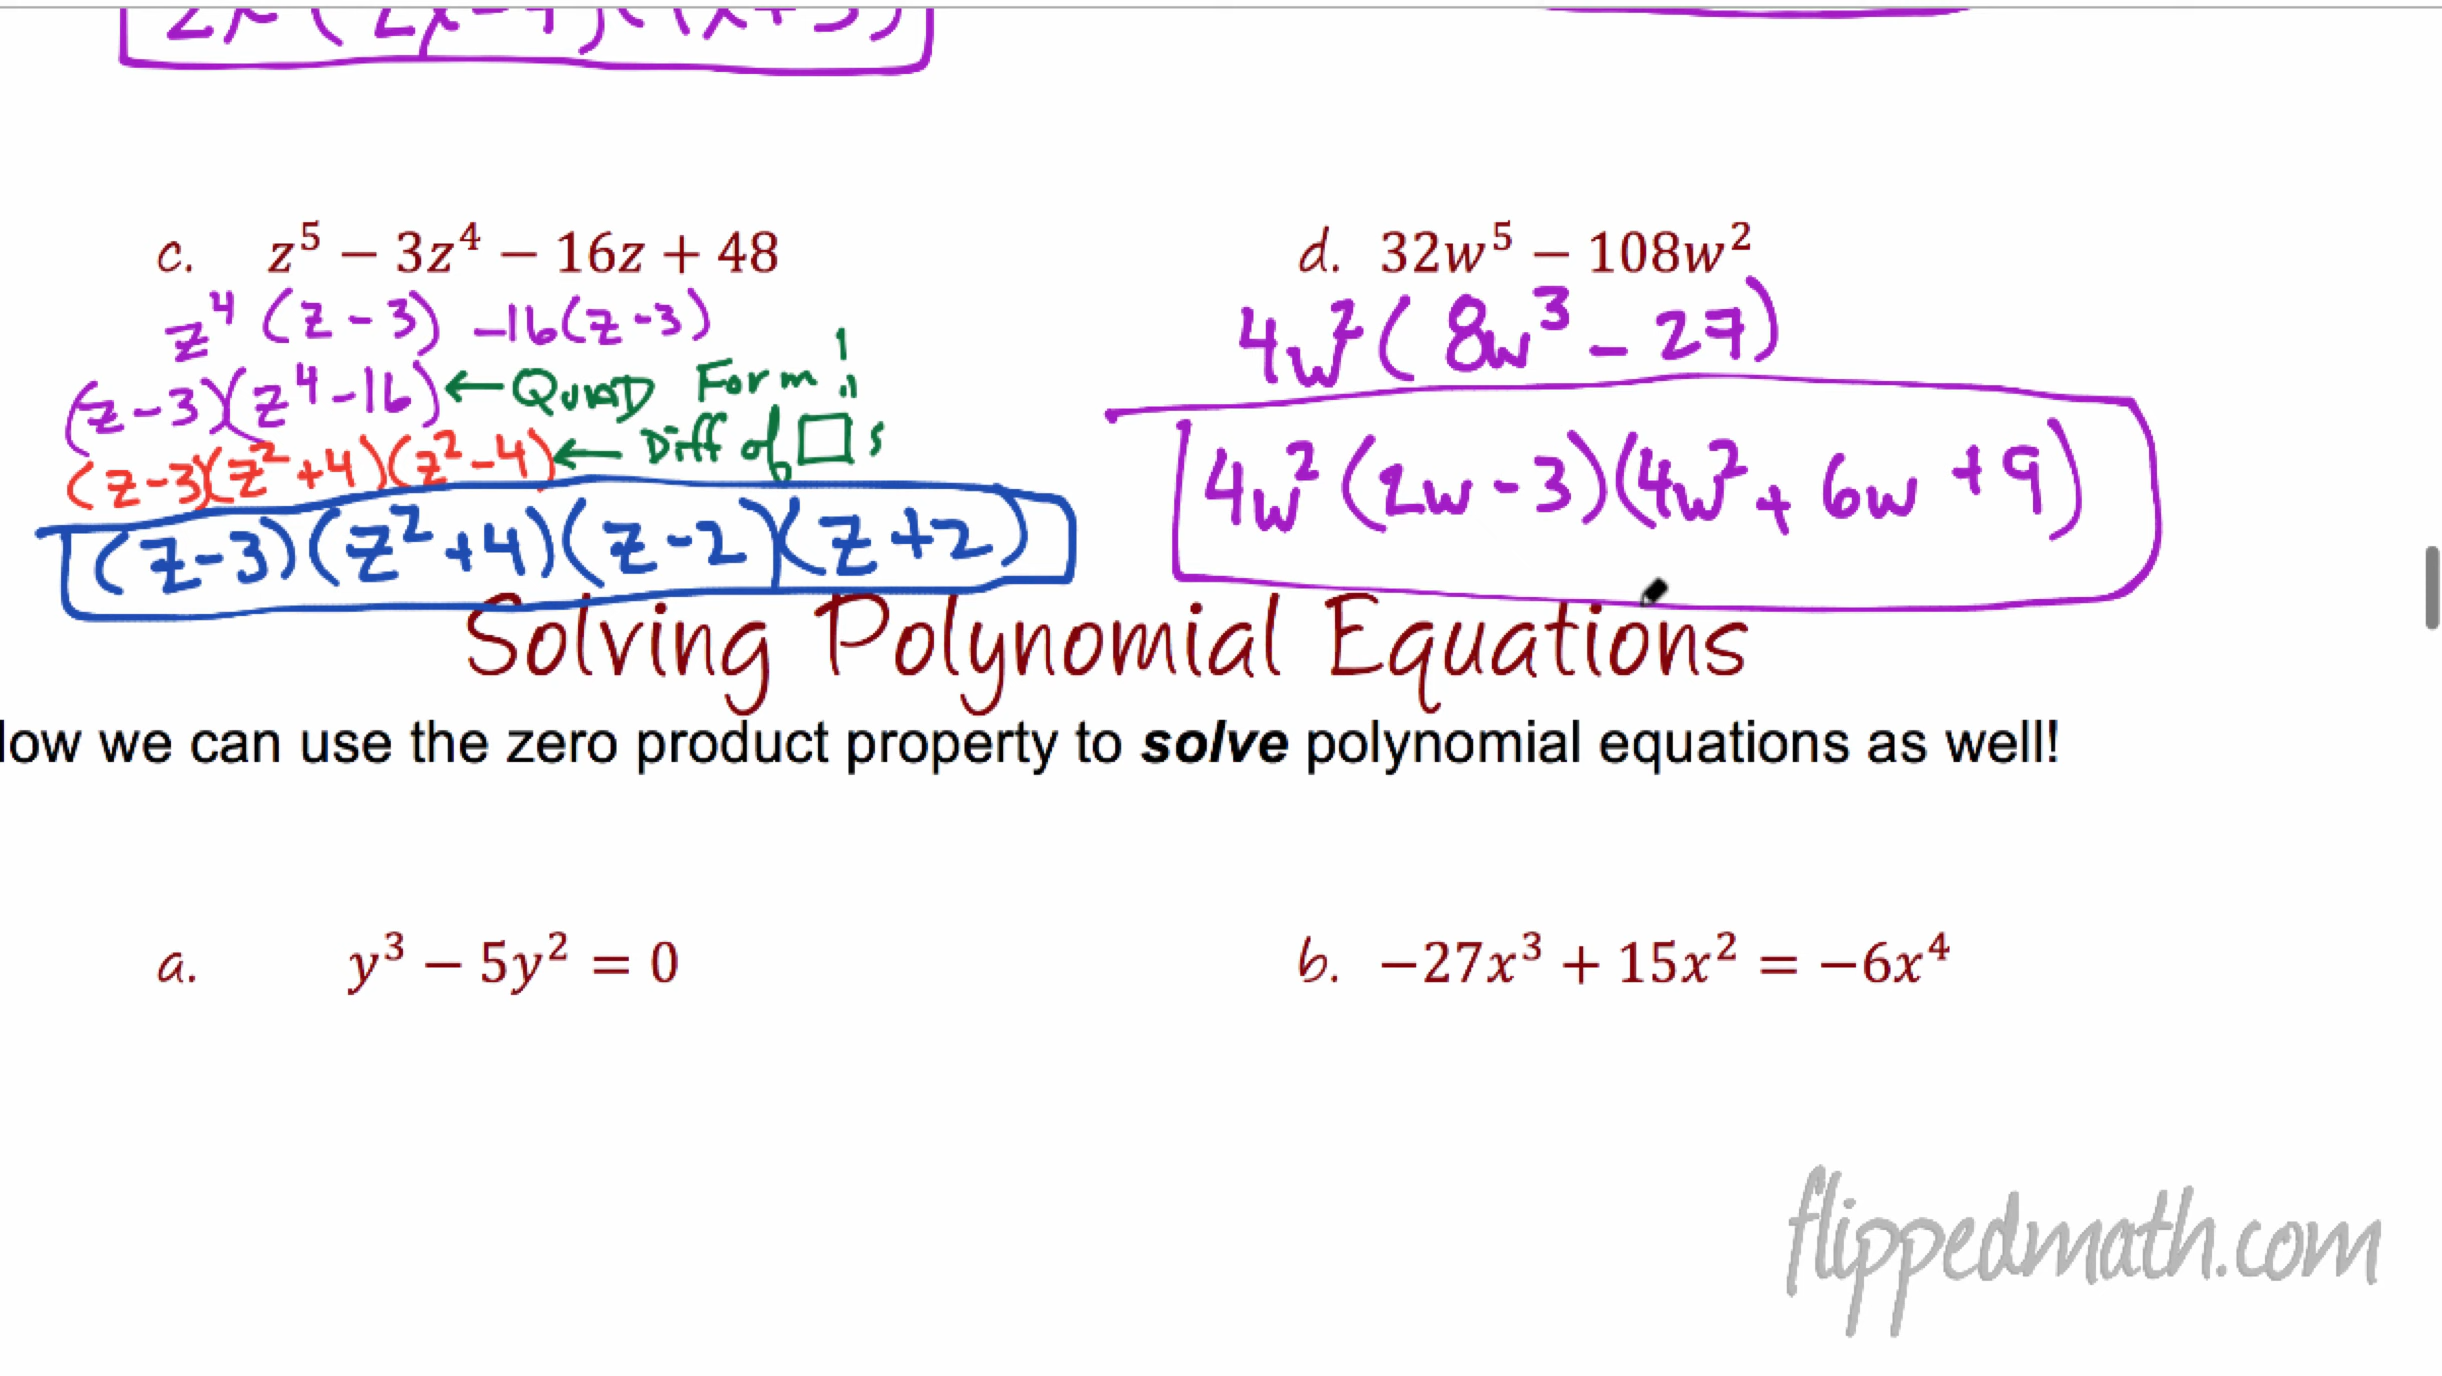 c. z⁵ − 3z⁴ − 16z + 48
z⁴ (z-3) -16(z-3)
(z-3)(z⁴-16) ← QUAD Form!!
(z-3)(z²+4)(z²-4) ← Diff of □s
(z-3)(z²+4)(z-2)(z+2)
d. 32w⁵ − 108w²
4w²(8w³ - 27)
4w²(2w-3)(4w²+6w+9)
Solving Polynomial Equations
low we can use the zero product property to solve polynomial equations as well!
a. y³ − 5y² = 0
b. −27x³ + 15x² = −6x⁴
flippedmath.com